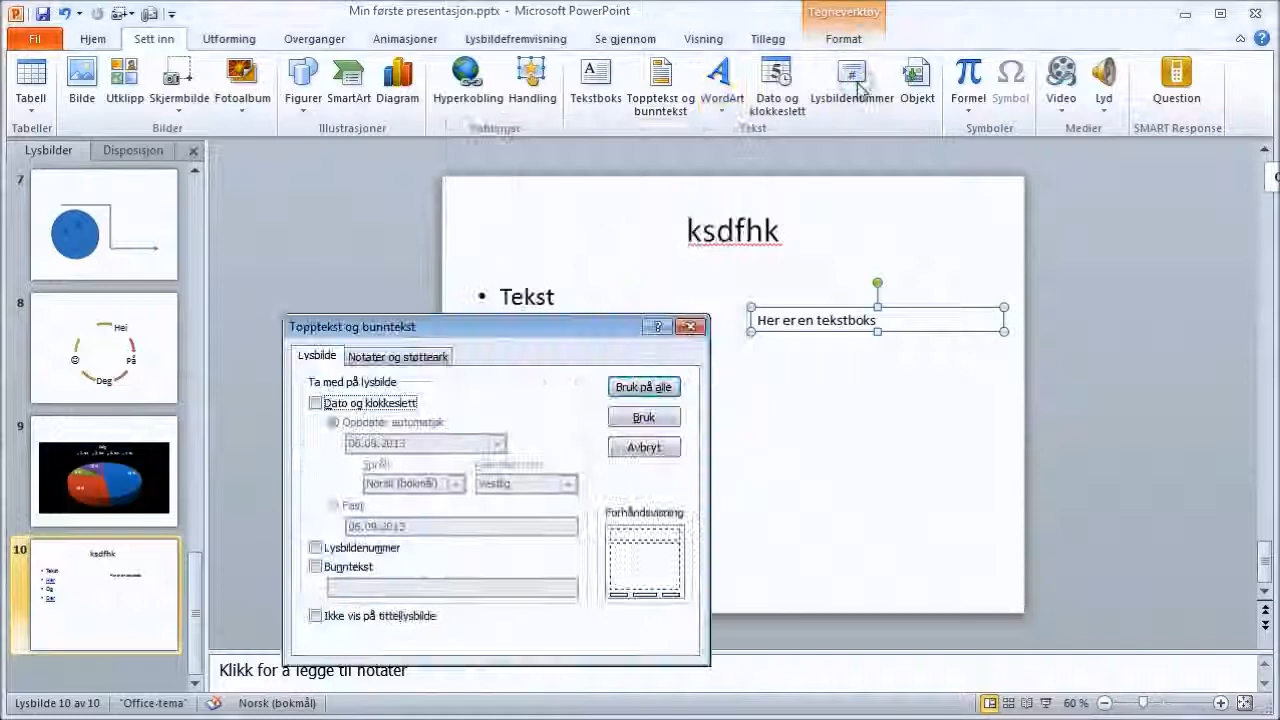 Min første presentasjon.pptx - Microsoft PowerPoint
Tegneverktøy
Fil Hjem Sett inn Utforming Overganger Animasjoner Lysbildefremvisning Se gjennom Visning Tillegg Format
Tabell Bilde Utklipp Skjermbilde Fotoalbum Figurer SmartArt Diagram Hyperkobling Handling Tekstboks Topptekst og bunntekst WordArt Dato og klokkeslett Lysbildenummer Objekt Formel Symbol Video Lyd Question
Tabeller Bilder Illustrasjoner Tekst Symboler Medier SMART Response
Lysbilder Disposisjon
7
8
Hei
På
Deg
9
10
ksdfhk
Tekst
Og
ksdfhk
• Tekst
Her er en tekstboks
Topptekst og bunntekst
Lysbilde Notater og støtteark
Ta med på lysbilde
Dato og klokkeslett
Oppdater automatisk
06.09.2013
Språk:
Norsk (bokmål) Vestlig
Fast
06.09.2013
Lysbildenummer
Bunntekst
Ikke vis på tittellysbilde
Bruk på alle
Bruk
Avbryt
Forhåndsvisning
Klikk for å legge til notater
Lysbilde 10 av 10 "Office-tema" Norsk (bokmål) 60 %